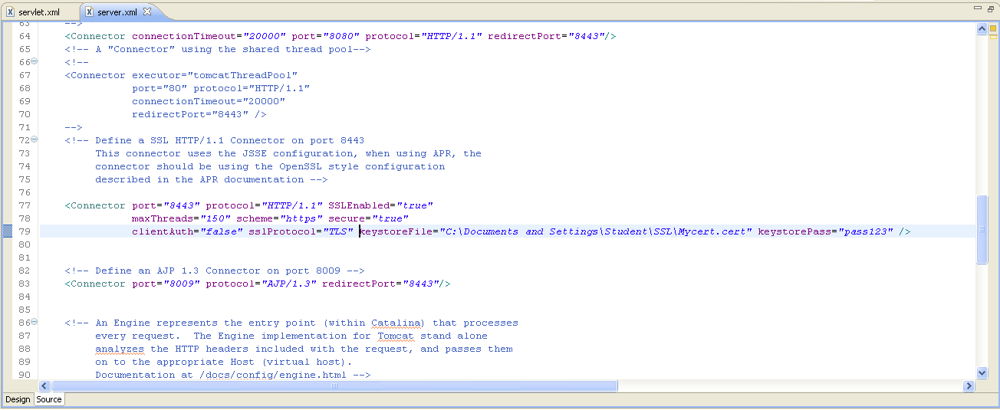 servlet.xml server.xml
63 -->
64 <Connector connectionTimeout="20000" port="8080" protocol="HTTP/1.1" redirectPort="8443"/>
65 <!-- A "Connector" using the shared thread pool-->
66 <!--
67 <Connector executor="tomcatThreadPool"
68 port="80" protocol="HTTP/1.1"
69 connectionTimeout="20000"
70 redirectPort="8443" />
71 -->
72 <!-- Define a SSL HTTP/1.1 Connector on port 8443
73 This connector uses the JSSE configuration, when using APR, the
74 connector should be using the OpenSSL style configuration
75 described in the APR documentation -->
76
77 <Connector port="8443" protocol="HTTP/1.1" SSLEnabled="true"
78 maxThreads="150" scheme="https" secure="true"
79 clientAuth="false" sslProtocol="TLS" keystoreFile="C:\Documents and Settings\Student\SSL\Mycert.cert" keystorePass="pass123" />
80
81
82 <!-- Define an AJP 1.3 Connector on port 8009 -->
83 <Connector port="8009" protocol="AJP/1.3" redirectPort="8443"/>
84
85
86 <!-- An Engine represents the entry point (within Catalina) that processes
87 every request.  The Engine implementation for Tomcat stand alone
88 analyzes the HTTP headers included with the request, and passes them
89 on to the appropriate Host (virtual host).
90 Documentation at /docs/config/engine.html -->
Design Source